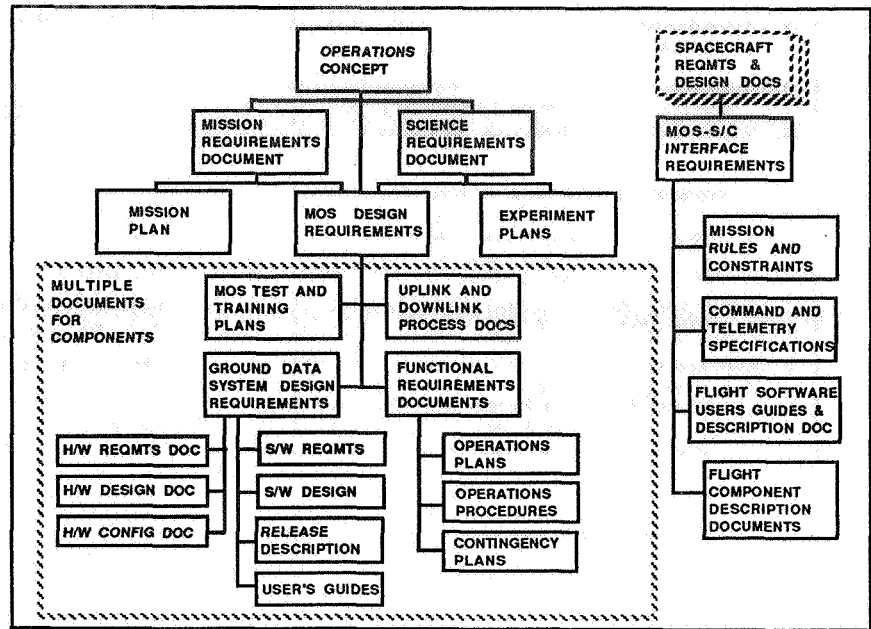 OPERATIONS
CONCEPT
SPACECRAFT
REQMTS &
DESIGN DOCS
MISSION
REQUIREMENTS
DOCUMENT
SCIENCE
REQUIREMENTS
DOCUMENT
MOS-S/C
INTERFACE
REQUIREMENTS
MISSION
PLAN
MOS DESIGN
REQUIREMENTS
EXPERIMENT
PLANS
MISSION
RULES AND
CONSTRAINTS
MULTIPLE
DOCUMENTS
FOR
COMPONENTS
MOS TEST AND
TRAINING
PLANS
UPLINK AND
DOWNLINK
PROCESS DOCS
COMMAND AND
TELEMETRY
SPECIFICATIONS
GROUND DATA
SYSTEM DESIGN
REQUIREMENTS
FUNCTIONAL
REQUIREMENTS
DOCUMENTS
FLIGHT SOFTWARE
USERS GUIDES &
DESCRIPTION DOC
H/W REQMTS DOC
H/W DESIGN DOC
H/W CONFIG DOC
S/W REQMTS
S/W DESIGN
RELEASE
DESCRIPTION
USER'S GUIDES
OPERATIONS
PLANS
OPERATIONS
PROCEDURES
CONTINGENCY
PLANS
FLIGHT
COMPONENT
DESCRIPTION
DOCUMENTS